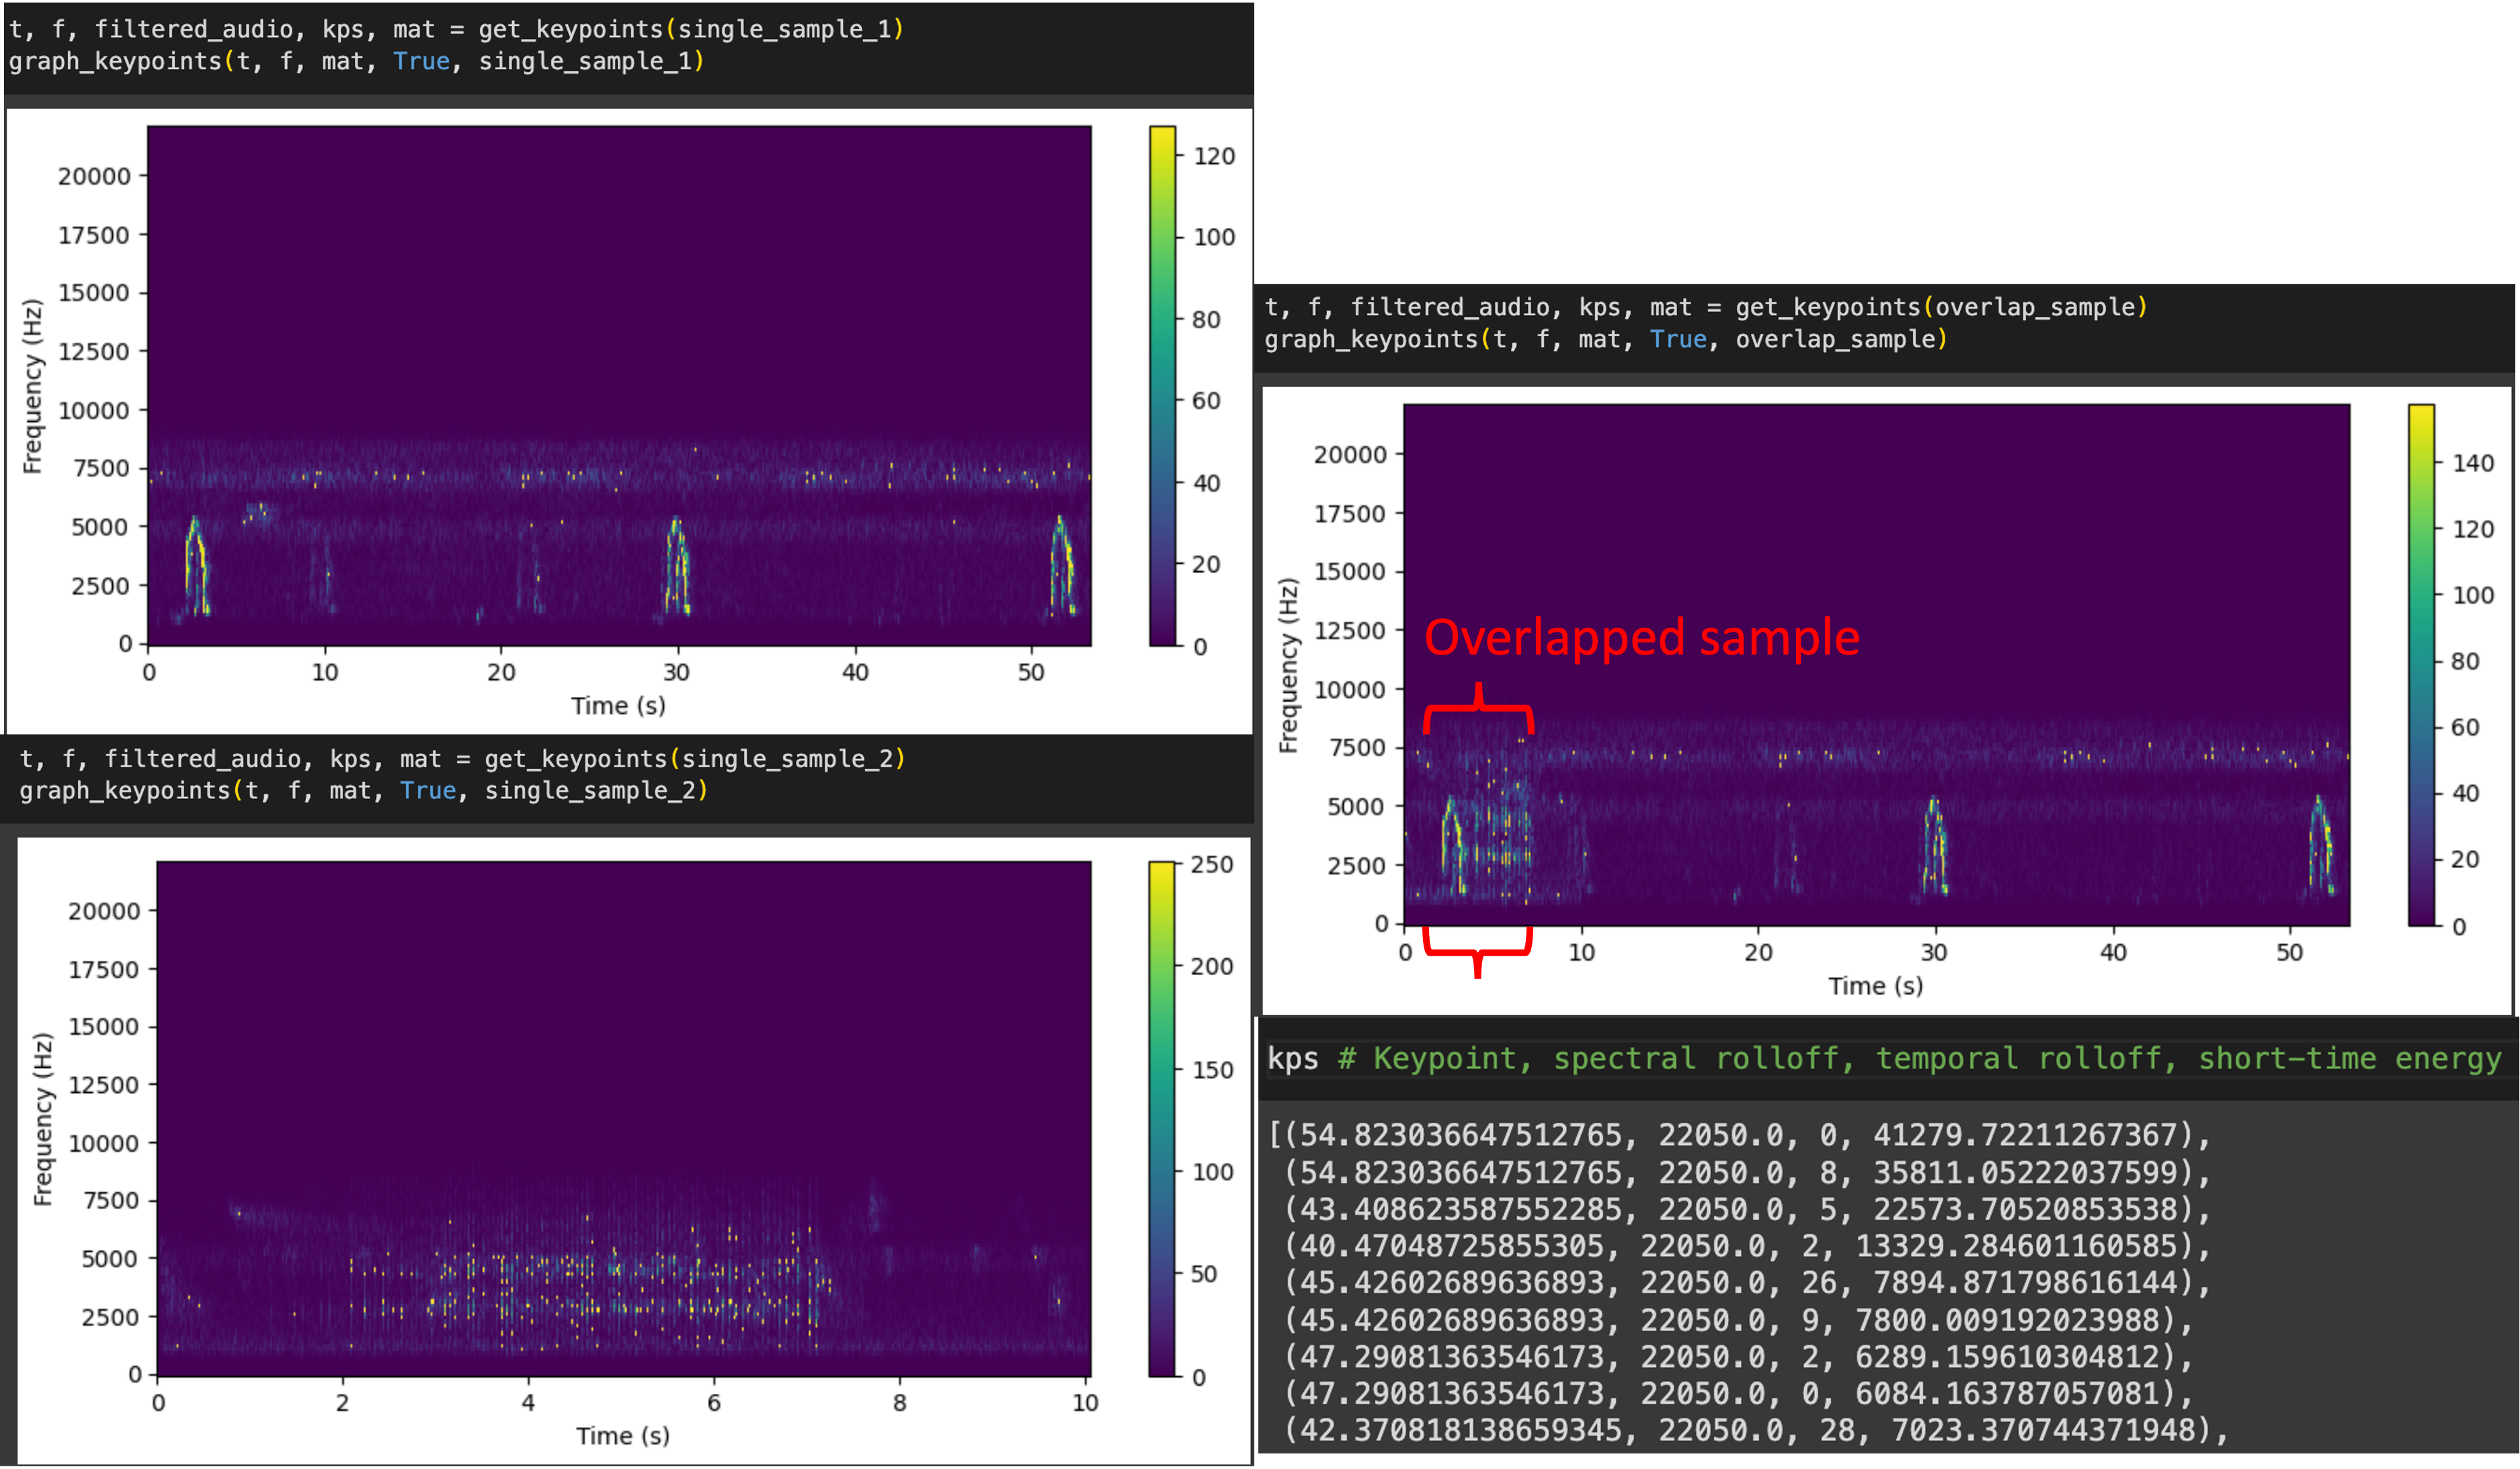 t, f, filtered_audio, kps, mat = get_keypoints(single_sample_1)
graph_keypoints(t, f, mat, True, single_sample_1)
20000
17500
15000
12500
10000
7500
5000
2500
0
Frequency (Hz)
0 10 20 30 40 50
Time (s)
120
100
80
60
40
20
0
t, f, filtered_audio, kps, mat = get_keypoints(single_sample_2)
graph_keypoints(t, f, mat, True, single_sample_2)
20000
17500
15000
12500
10000
7500
5000
2500
0
Frequency (Hz)
0 2 4 6 8 10
Time (s)
250
200
150
100
50
0
t, f, filtered_audio, kps, mat = get_keypoints(overlap_sample)
graph_keypoints(t, f, mat, True, overlap_sample)
20000
17500
15000
12500
10000
7500
5000
2500
0
Frequency (Hz)
Overlapped sample
0 10 20 30 40 50
Time (s)
140
120
100
80
60
40
20
0
kps # Keypoint, spectral rolloff, temporal rolloff, short-time energy
[(54.823036647512765, 22050.0, 0, 41279.72211267367),
(54.823036647512765, 22050.0, 8, 35811.05222037599),
(43.408623587552285, 22050.0, 5, 22573.70520853538),
(40.47048725855305, 22050.0, 2, 13329.284601160585),
(45.42602689636893, 22050.0, 26, 7894.871798616144),
(45.42602689636893, 22050.0, 9, 7800.009192023988),
(47.29081363546173, 22050.0, 2, 6289.159610304812),
(47.29081363546173, 22050.0, 0, 6084.163787057081),
(42.370818138659345, 22050.0, 28, 7023.370744371948),